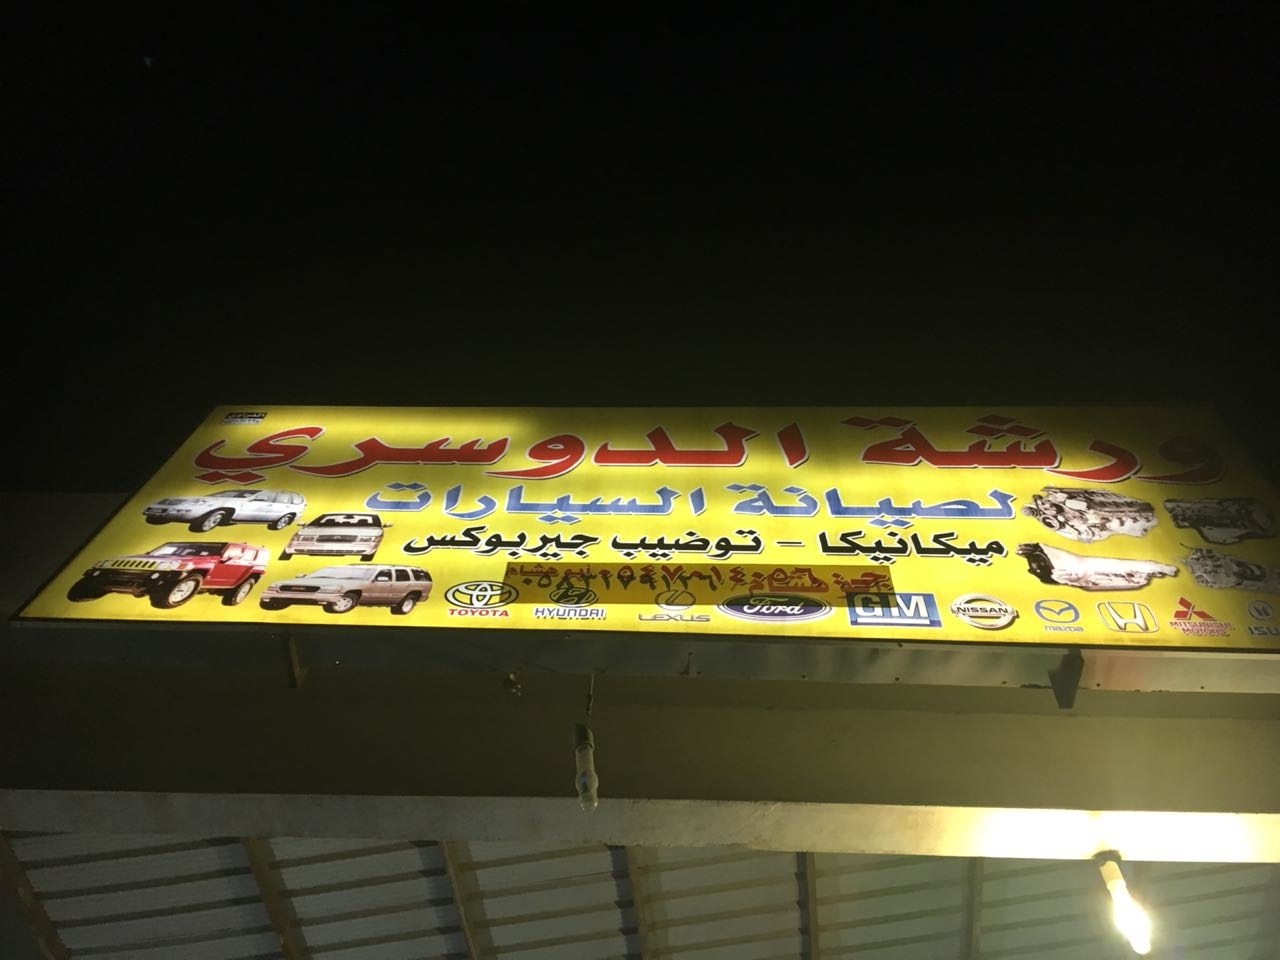 ورشة الدوسري
لصيانة السيارات
ميكانيكا - توضيب جيربوكس
TOYOTA HYUNDAI LEXUS Ford GM NISSAN mazda MITSUBISHI MOTORS